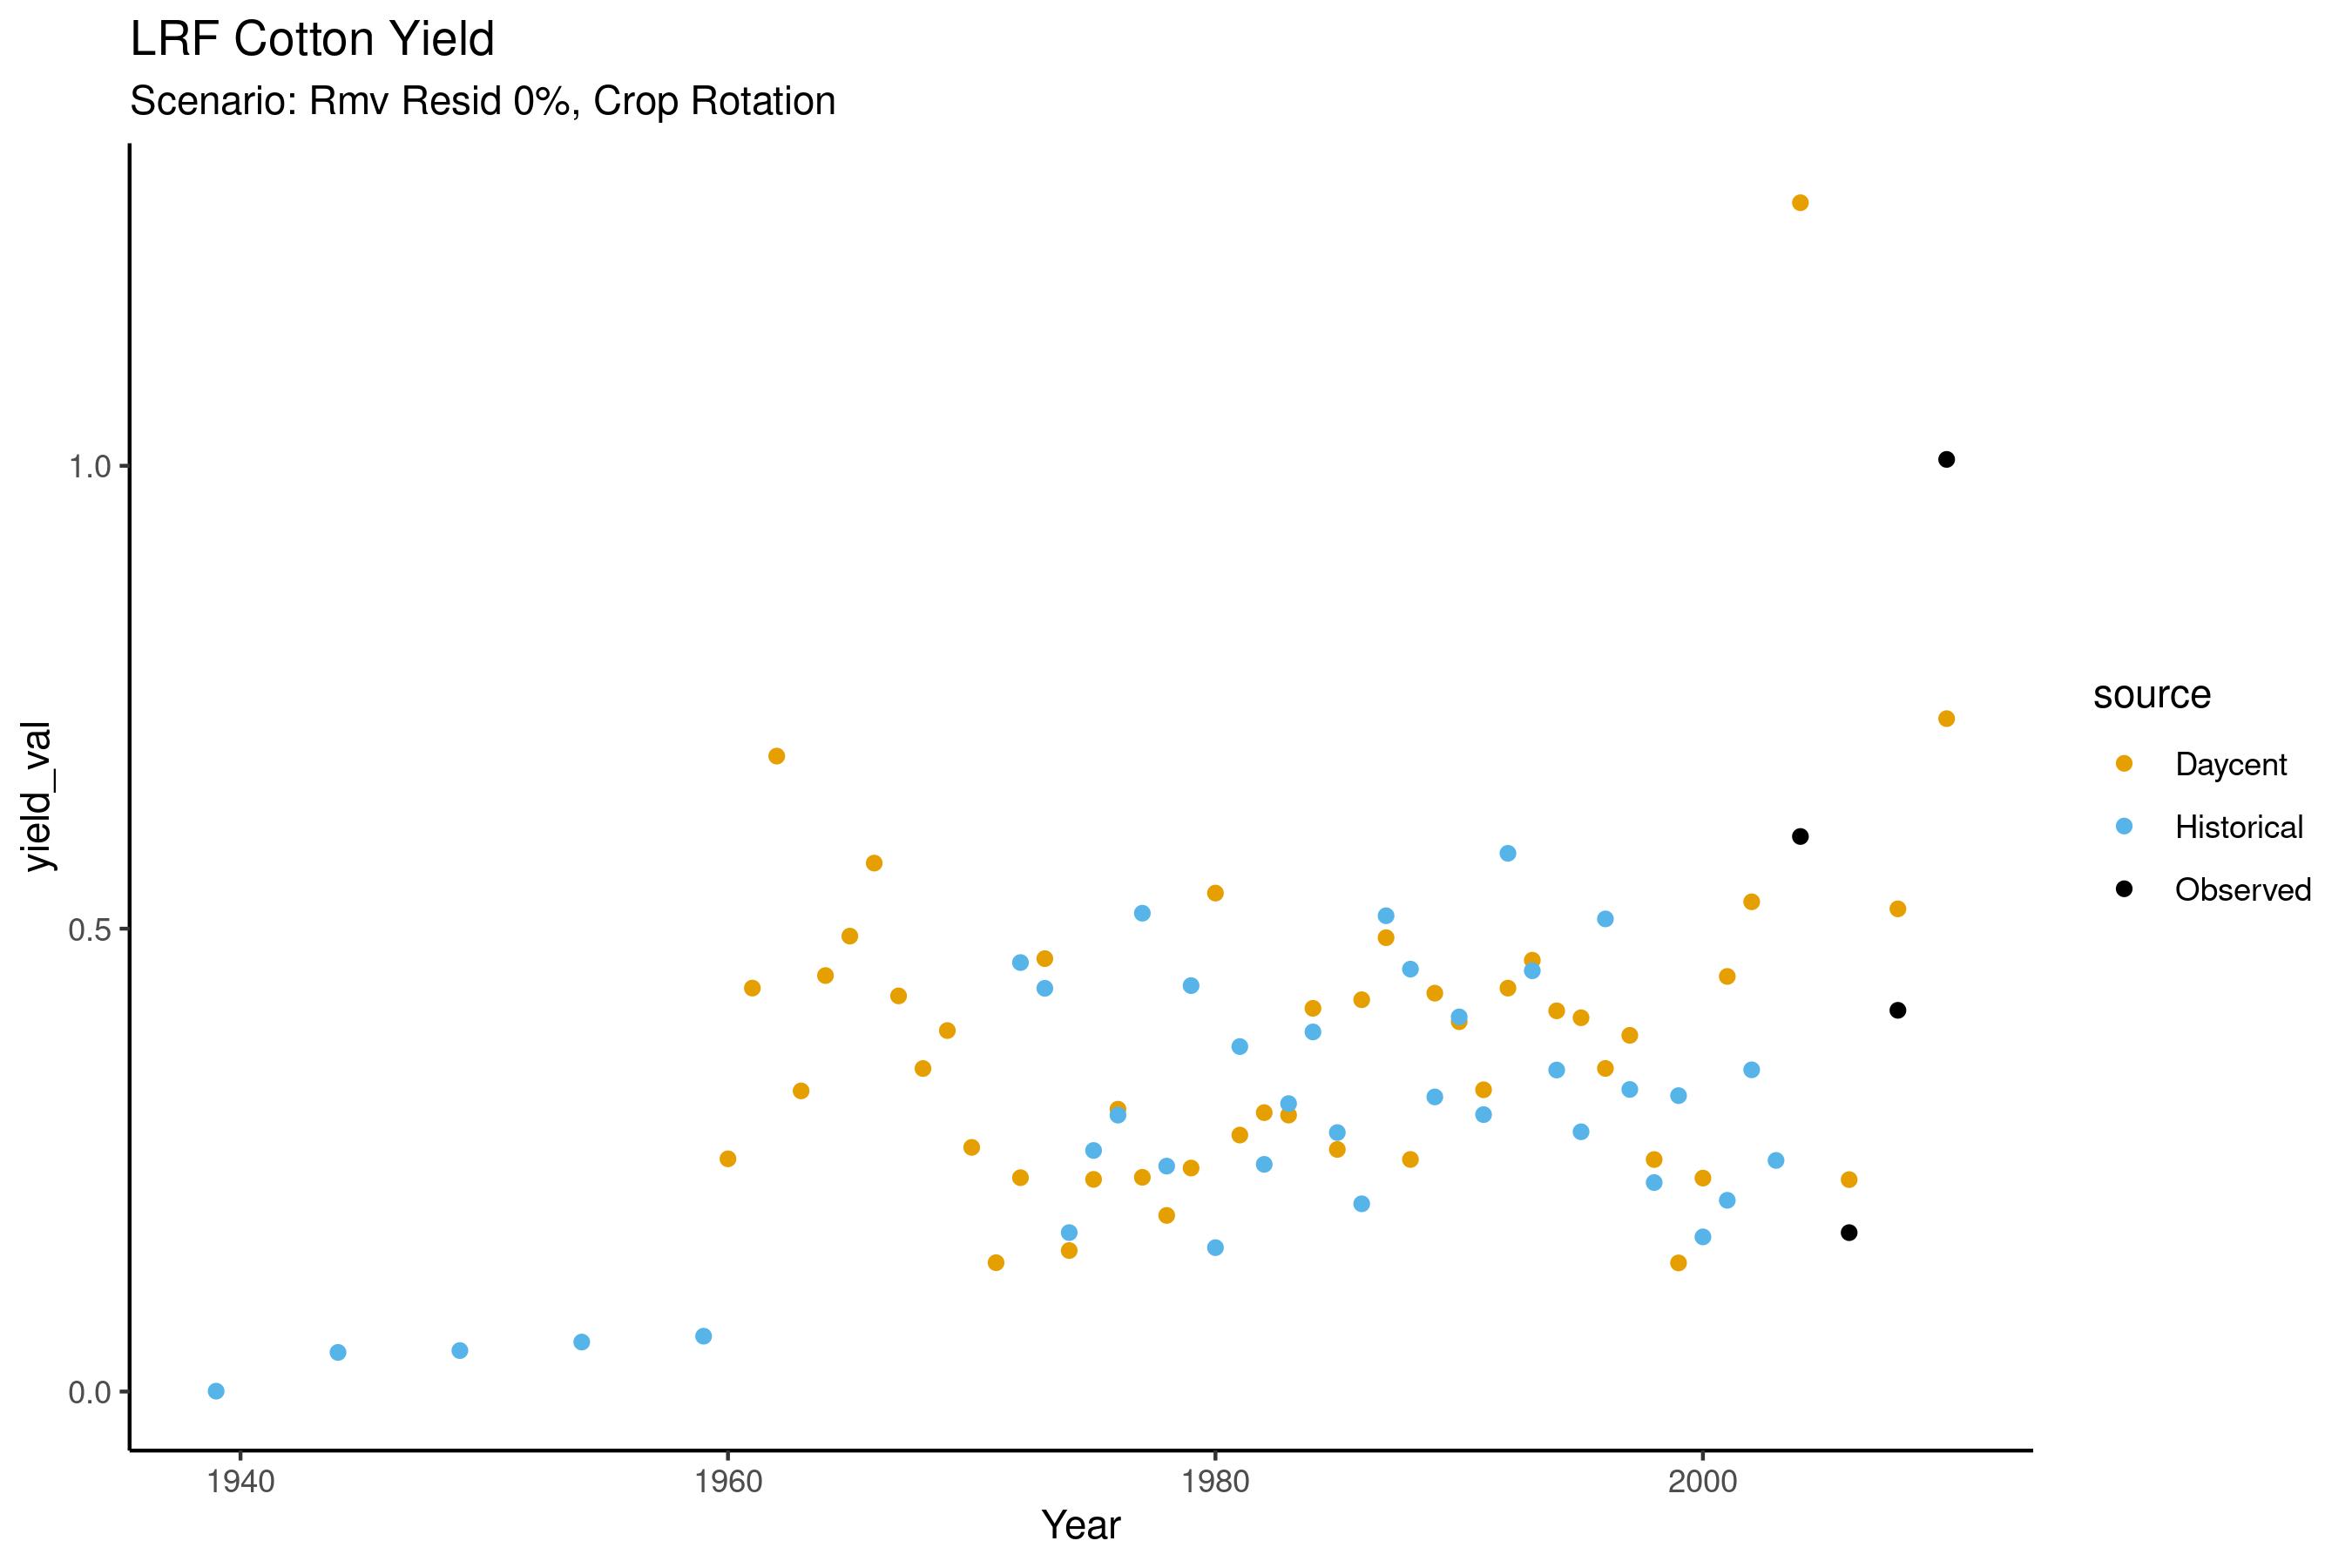 LRF Cotton Yield
Scenario: Rmv Resid 0%, Crop Rotation
yield_val
1.0
0.5
0.0
1940
1960
1980
2000
Year
source
Daycent
Historical
Observed